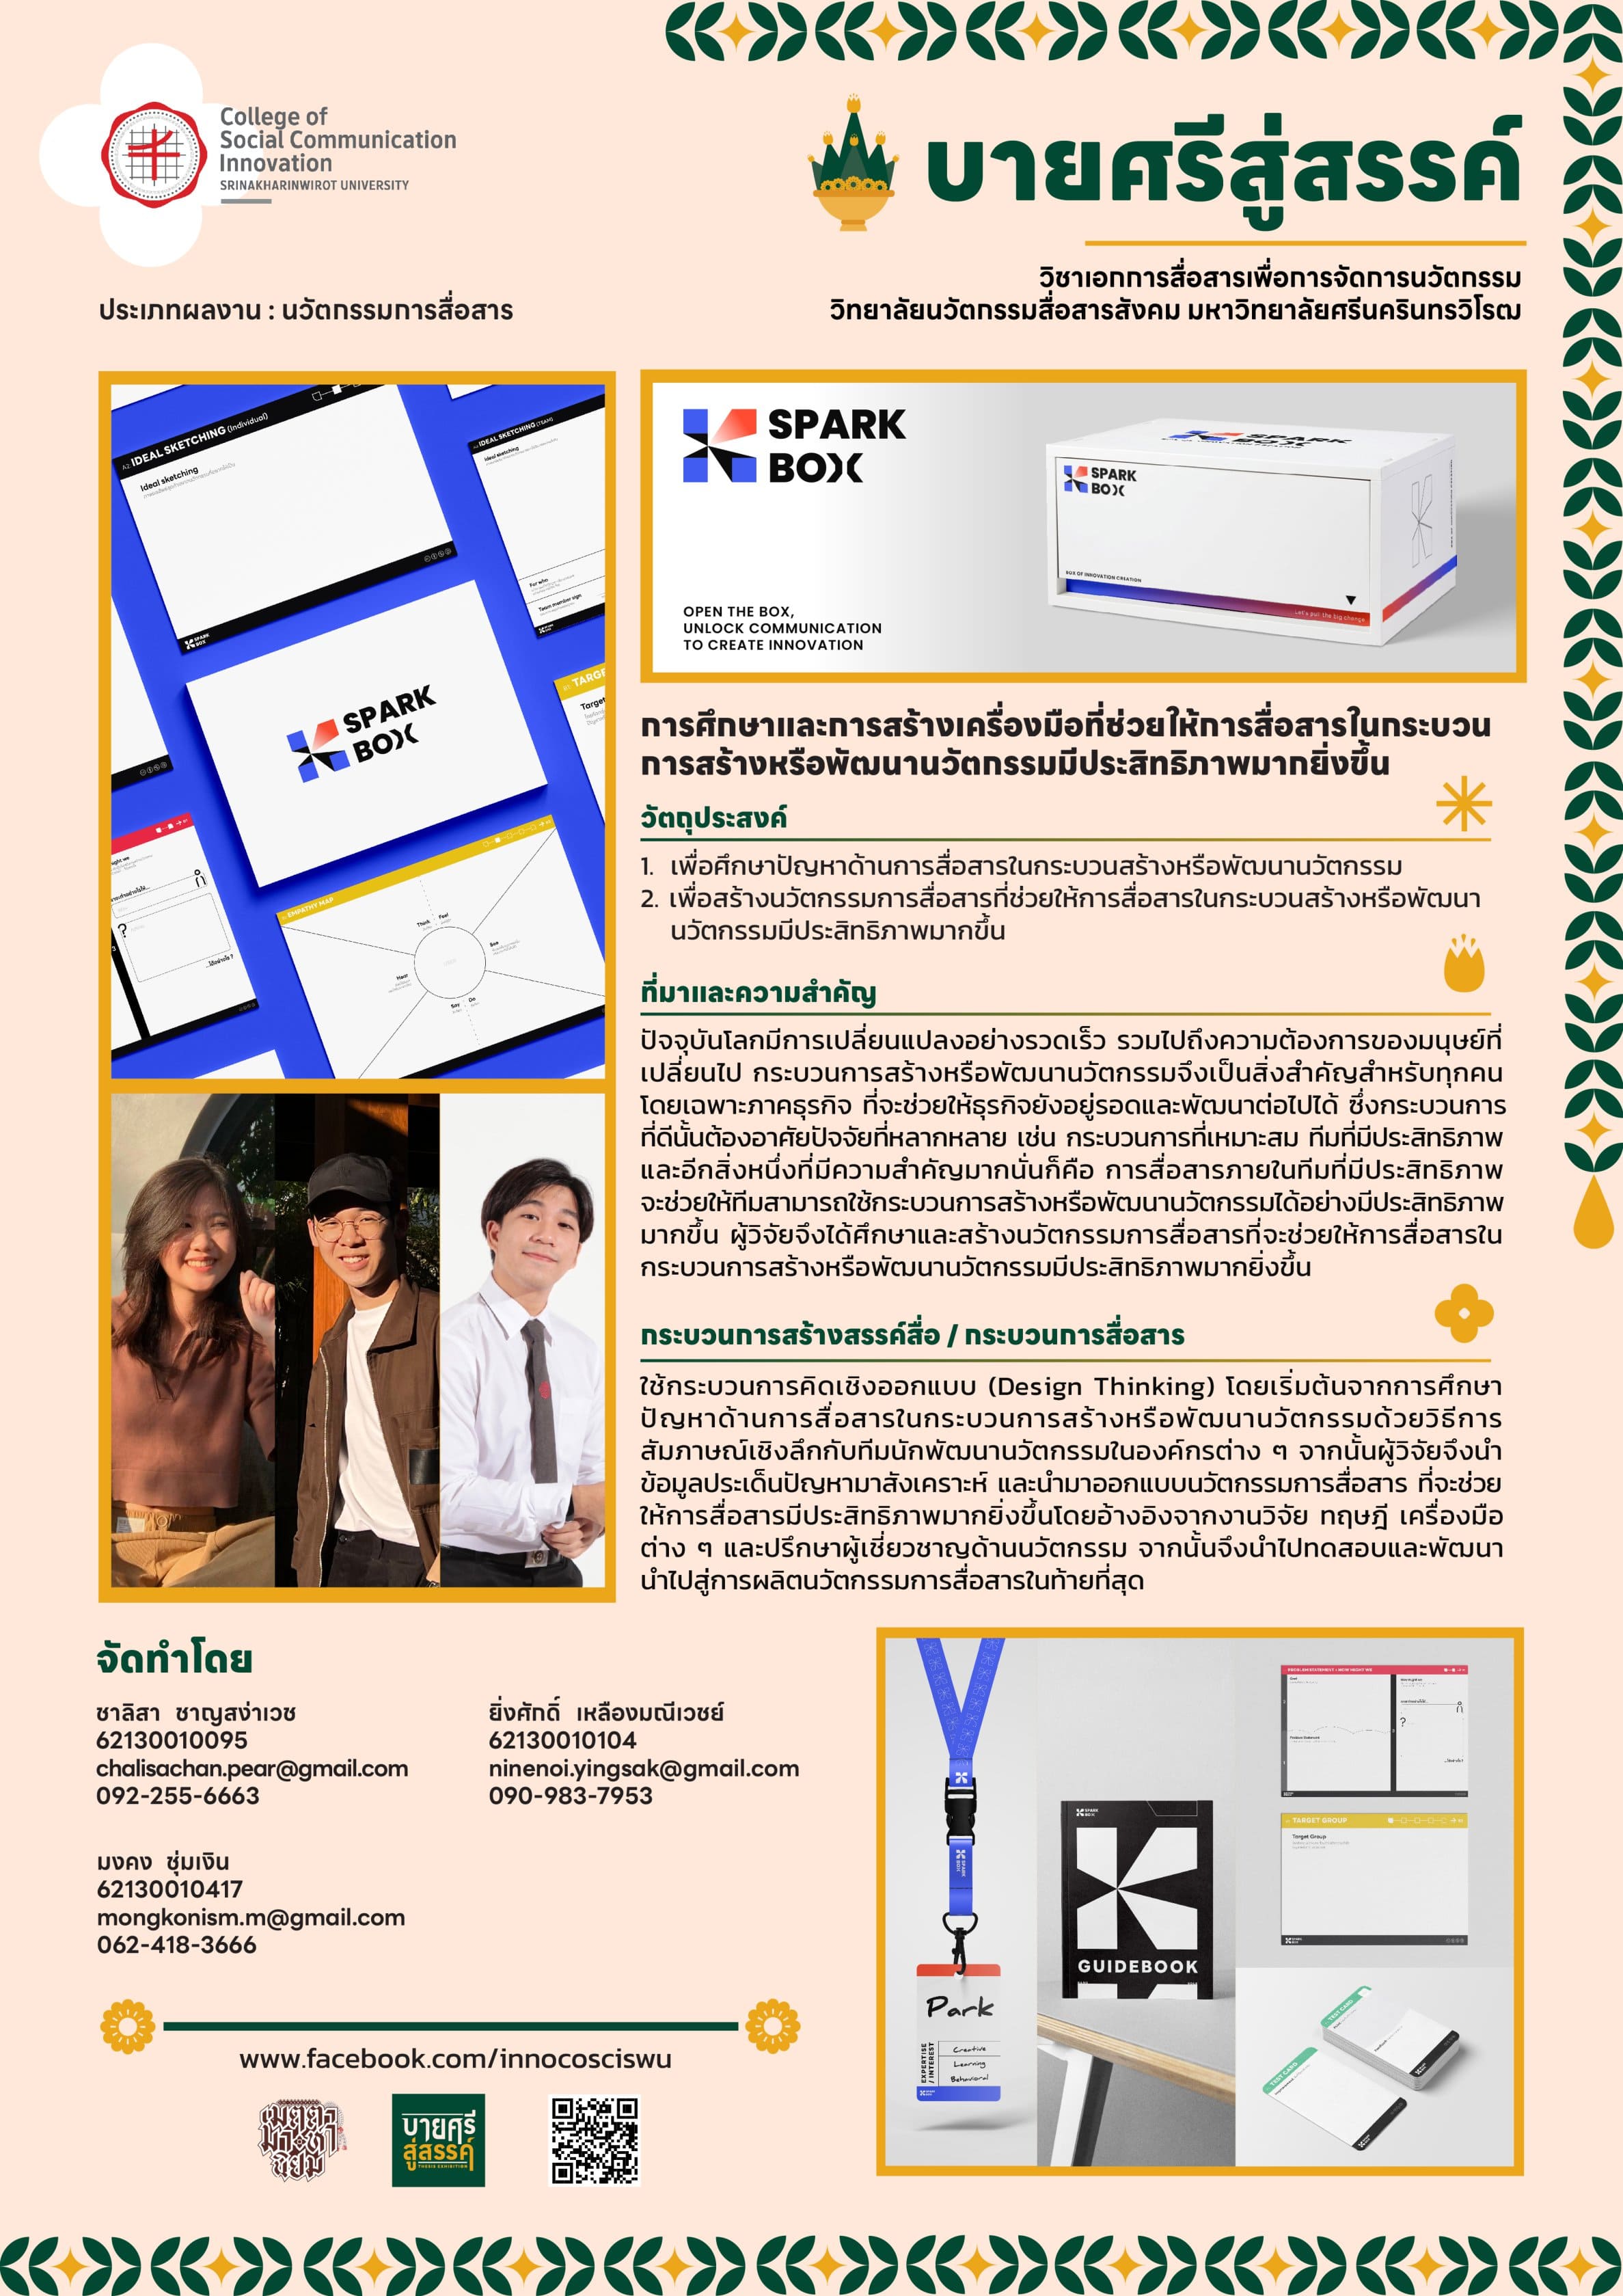 College of
Social Communication
Innovation
SRINAKHARINWIROT UNIVERSITY
บายศรีสู่สรรค์
วิชาเอกการสื่อสารเพื่อการจัดการนวัตกรรม
วิทยาลัยนวัตกรรมสื่อสารสังคม มหาวิทยาลัยศรีนครินทรวิโรฒ
ประเภทผลงาน : นวัตกรรมการสื่อสาร
A2. IDEAL SKETCHING (Individual)
Ideal sketching
IDEAL SKETCHING (TEAM)
Ideal sketching
For who
Team member sign
SPARK
BOX
SPARK
BOX
TARGE
Target
EMPATHY MAP
Think
Feel
Hear
See
Say
Do
SPARK
BOX
OPEN THE BOX,
UNLOCK COMMUNICATION
TO CREATE INNOVATION
SPARK
BOX
SPARK
BOX
BOX OF INNOVATION CREATION
Let's pull the big change
การศึกษาและการสร้างเครื่องมือที่ช่วยให้การสื่อสารในกระบวน
การสร้างหรือพัฒนานวัตกรรมมีประสิทธิภาพมากยิ่งขึ้น
วัตถุประสงค์
1. เพื่อศึกษาปัญหาด้านการสื่อสารในกระบวนสร้างหรือพัฒนานวัตกรรม
2. เพื่อสร้างนวัตกรรมการสื่อสารที่ช่วยให้การสื่อสารในกระบวนสร้างหรือพัฒนา
นวัตกรรมมีประสิทธิภาพมากขึ้น
ที่มาและความสำคัญ
ปัจจุบันโลกมีการเปลี่ยนแปลงอย่างรวดเร็ว รวมไปถึงความต้องการของมนุษย์ที่
เปลี่ยนไป กระบวนการสร้างหรือพัฒนานวัตกรรมจึงเป็นสิ่งสำคัญสำหรับทุกคน
โดยเฉพาะภาคธุรกิจ ที่จะช่วยให้ธุรกิจยังอยู่รอดและพัฒนาต่อไปได้ ซึ่งกระบวนการ
ที่ดีนั้นต้องอาศัยปัจจัยที่หลากหลาย เช่น กระบวนการที่เหมาะสม ทีมที่มีประสิทธิภาพ
และอีกสิ่งหนึ่งที่มีความสำคัญมากนั่นก็คือ การสื่อสารภายในทีมที่มีประสิทธิภาพ
จะช่วยให้ทีมสามารถใช้กระบวนการสร้างหรือพัฒนานวัตกรรมได้อย่างมีประสิทธิภาพ
มากขึ้น ผู้วิจัยจึงได้ศึกษาและสร้างนวัตกรรมการสื่อสารที่จะช่วยให้การสื่อสารใน
กระบวนการสร้างหรือพัฒนานวัตกรรมมีประสิทธิภาพมากยิ่งขึ้น
กระบวนการสร้างสรรค์สื่อ / กระบวนการสื่อสาร
ใช้กระบวนการคิดเชิงออกแบบ (Design Thinking) โดยเริ่มต้นจากการศึกษา
ปัญหาด้านการสื่อสารในกระบวนการสร้างหรือพัฒนานวัตกรรมด้วยวิธีการ
สัมภาษณ์เชิงลึกกับทีมนักพัฒนานวัตกรรมในองค์กรต่าง ๆ จากนั้นผู้วิจัยจึงนำ
ข้อมูลประเด็นปัญหามาสังเคราะห์ และนำมาออกแบบนวัตกรรมการสื่อสาร ที่จะช่วย
ให้การสื่อสารมีประสิทธิภาพมากยิ่งขึ้นโดยอ้างอิงจากงานวิจัย ทฤษฎี เครื่องมือ
ต่าง ๆ และปรึกษาผู้เชี่ยวชาญด้านนวัตกรรม จากนั้นจึงนำไปทดสอบและพัฒนา
นำไปสู่การผลิตนวัตกรรมการสื่อสารในท้ายที่สุด
จัดทำโดย
ชาลิสา ชาญสง่าเวช
62130010095
chalisachan.pear@gmail.com
092-255-6663
ยิ่งศักดิ์ เหลืองมณีเวชย์
62130010104
ninenoi.yingsak@gmail.com
090-983-7953
มงคง ชุ่มเงิน
62130010417
mongkonism.m@gmail.com
062-418-3666
www.facebook.com/innocosciswu
เมตตา
มหา
นิยม
บายศรี
สู่สรรค์
THESIS EXHIBITION
SPARK
BOX
Park
EXPERTISE
/ INTEREST
Creative
Learning
Behavioral
SPARK
BOX
GUIDEBOOK
PROBLEM STATEMENT + HOW MIGHT WE
TARGET GROUP
Target Group
TEST CARD
TEST CARD